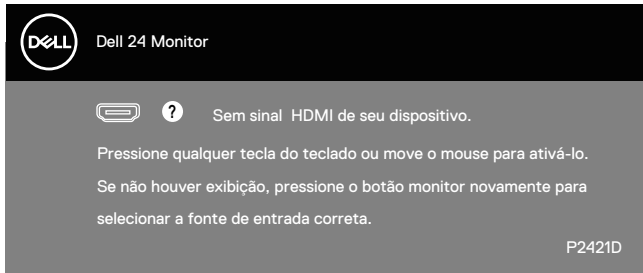 DELL Dell 24 Monitor
? Sem sinal HDMI de seu dispositivo.
Pressione qualquer tecla do teclado ou move o mouse para ativá-lo.
Se não houver exibição, pressione o botão monitor novamente para
selecionar a fonte de entrada correta.
P2421D